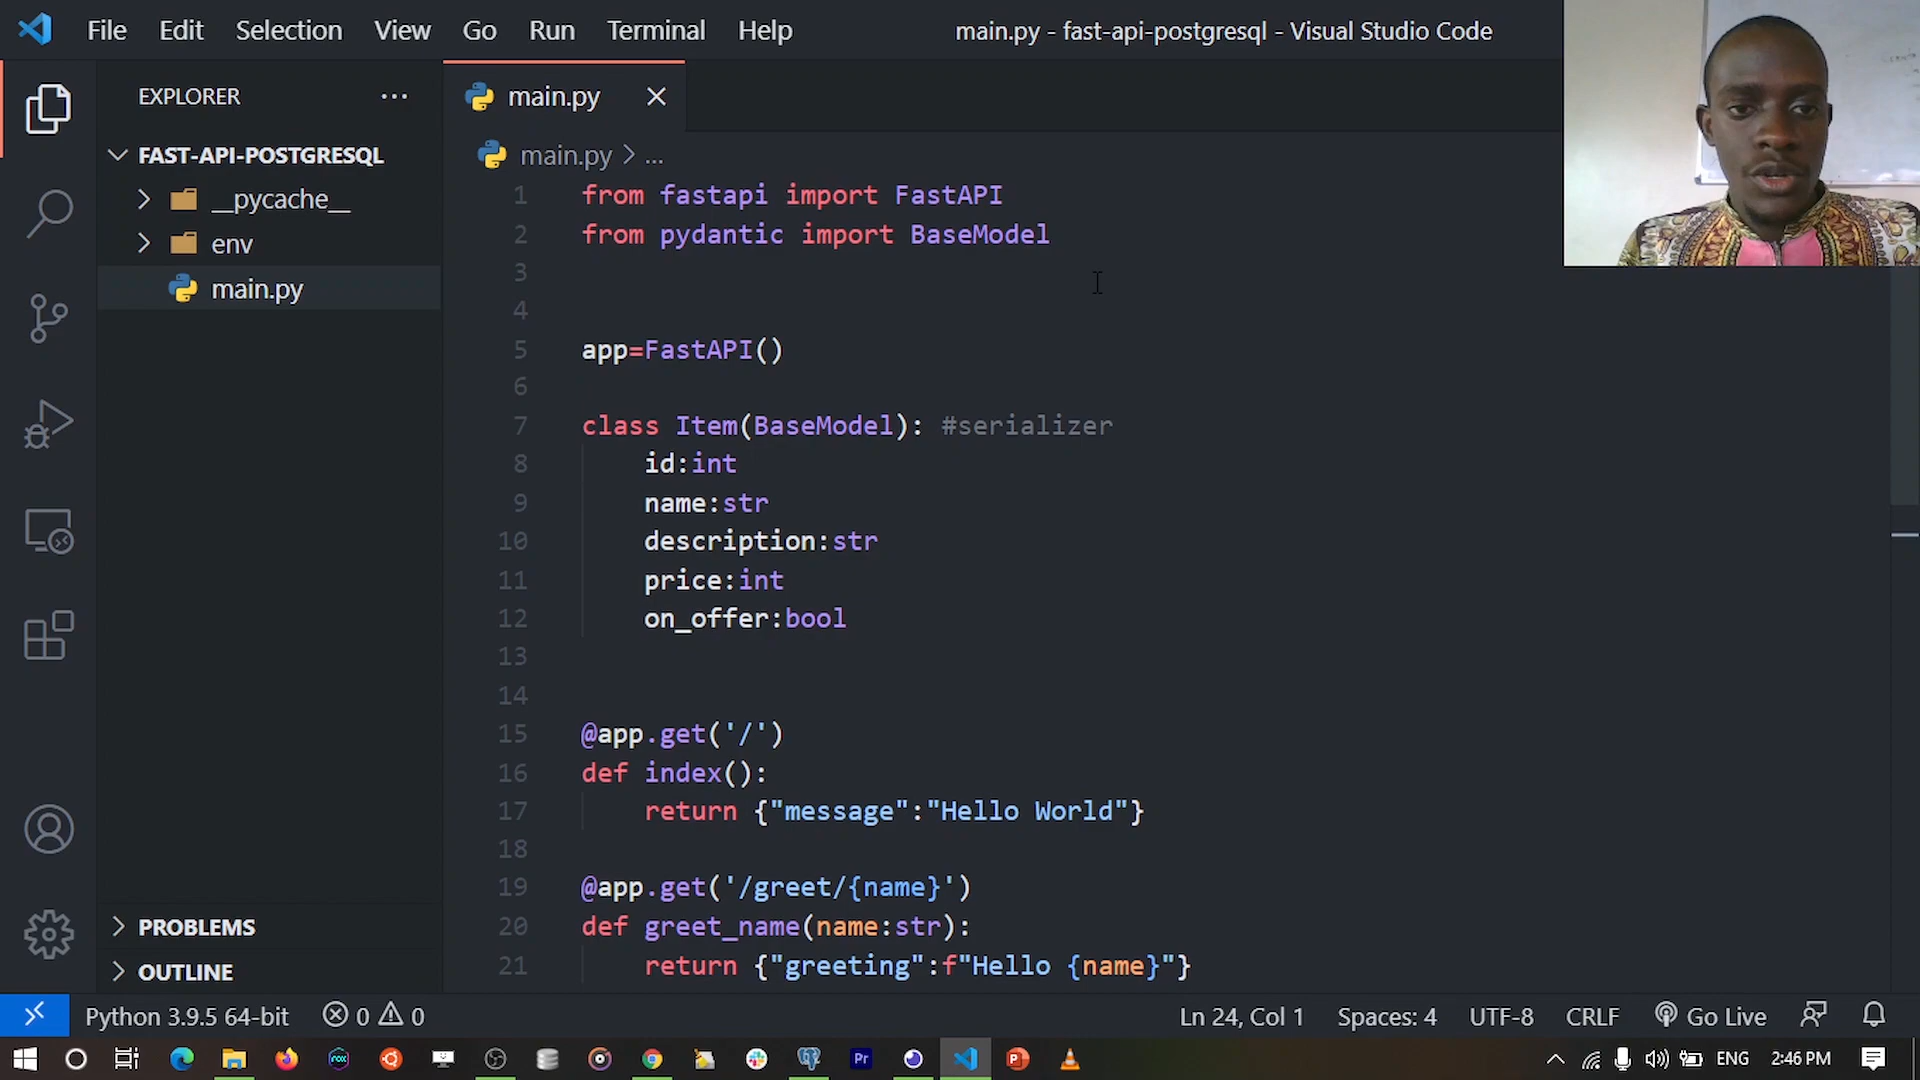 File Edit Selection View Go Run Terminal Help main.py - fast-api-postgresql - Visual Studio Code
EXPLORER ...
main.py
FAST-API-POSTGRESQL
__pycache__
env
main.py
main.py > ...
1 from fastapi import FastAPI
2 from pydantic import BaseModel
3
4
5 app=FastAPI()
6
7 class Item(BaseModel): #serializer
8 id:int
9 name:str
10 description:str
11 price:int
12 on_offer:bool
13
14
15 @app.get('/')
16 def index():
17 return {"message":"Hello World"}
18
19 @app.get('/greet/{name}')
20 def greet_name(name:str):
21 return {"greeting":f"Hello {name}"}
PROBLEMS
OUTLINE
Python 3.9.5 64-bit 0 0 Ln 24, Col 1 Spaces: 4 UTF-8 CRLF Go Live
nox Pr ENG 2:46 PM